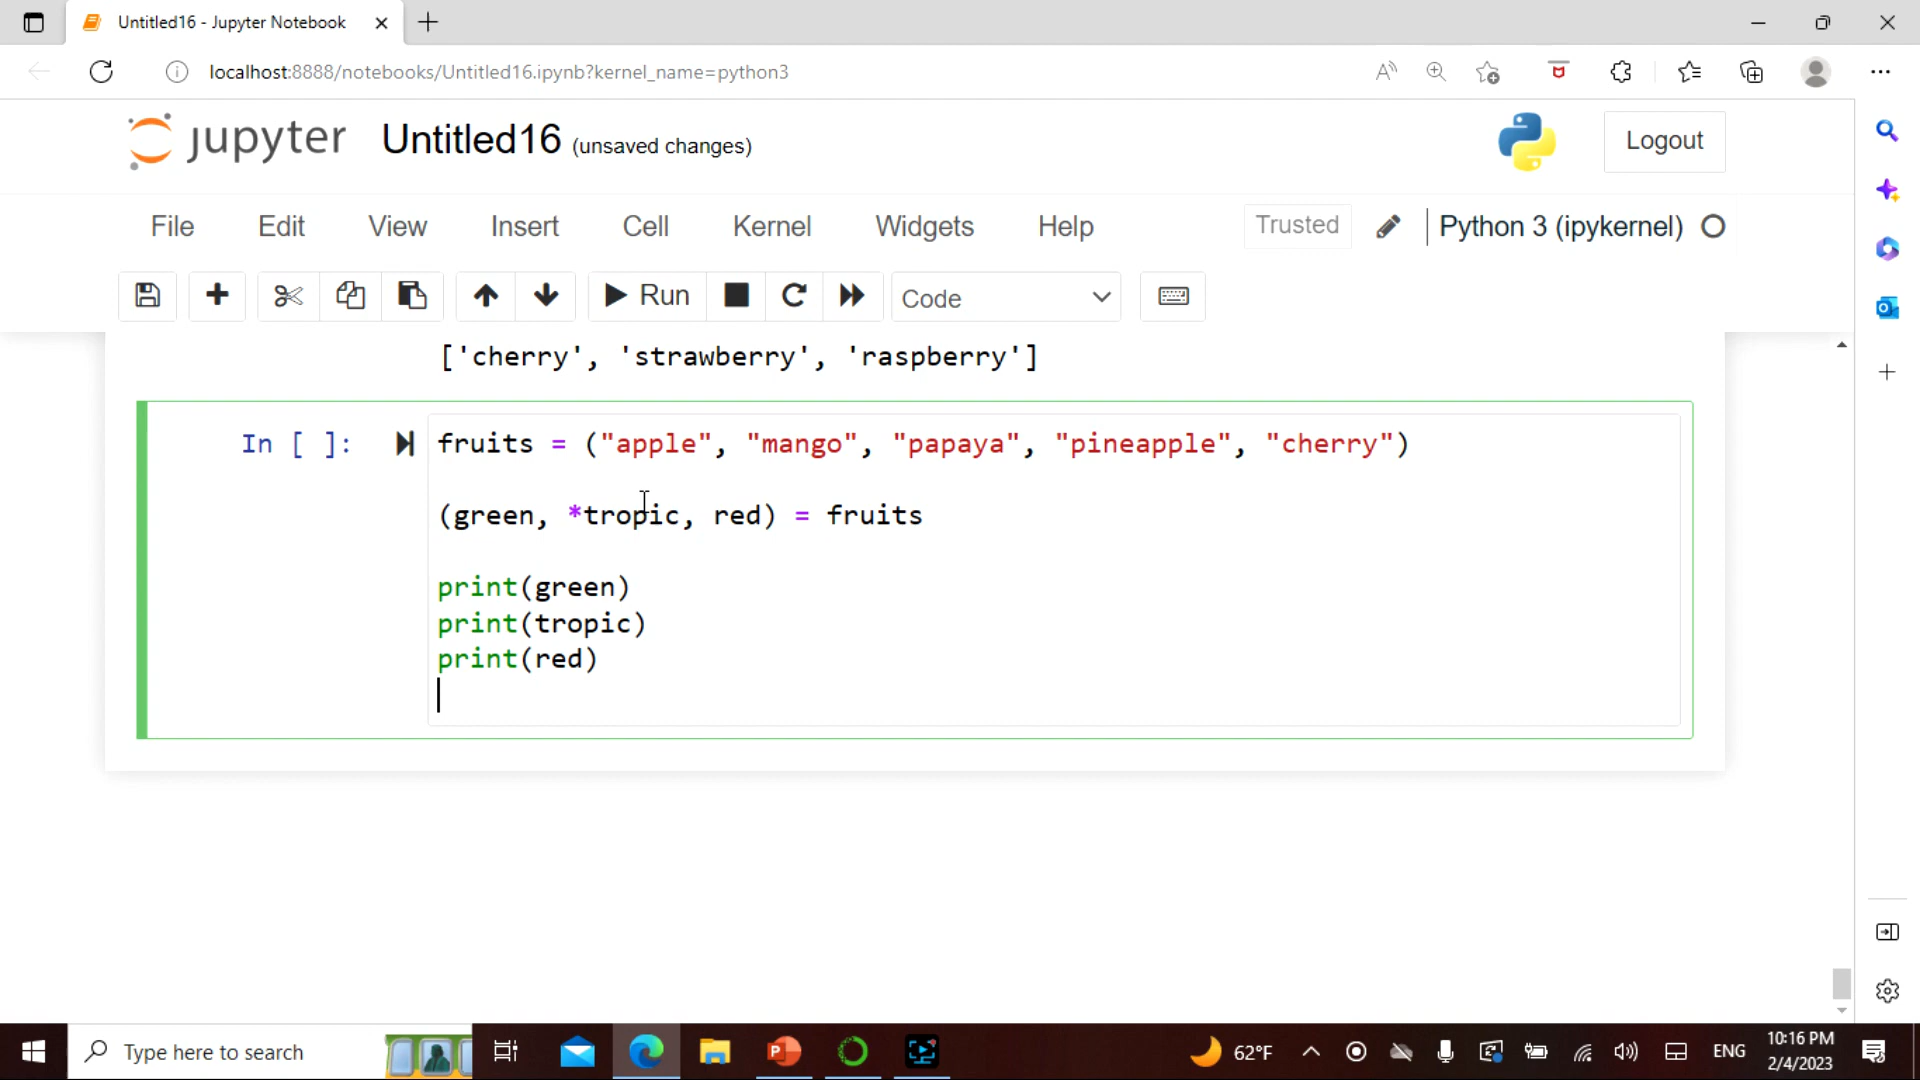 Untitled16 - Jupyter Notebook
localhost:8888/notebooks/Untitled16.ipynb?kernel_name=python3
jupyter Untitled16 (unsaved changes)
Logout
File Edit View Insert Cell Kernel Widgets Help Trusted Python 3 (ipykernel)
Run Code
['cherry', 'strawberry', 'raspberry']
In [ ]: fruits = ("apple", "mango", "papaya", "pineapple", "cherry")
(green, *tropic, red) = fruits
print(green)
print(tropic)
print(red)
Type here to search
62°F
ENG
10:16 PM
2/4/2023